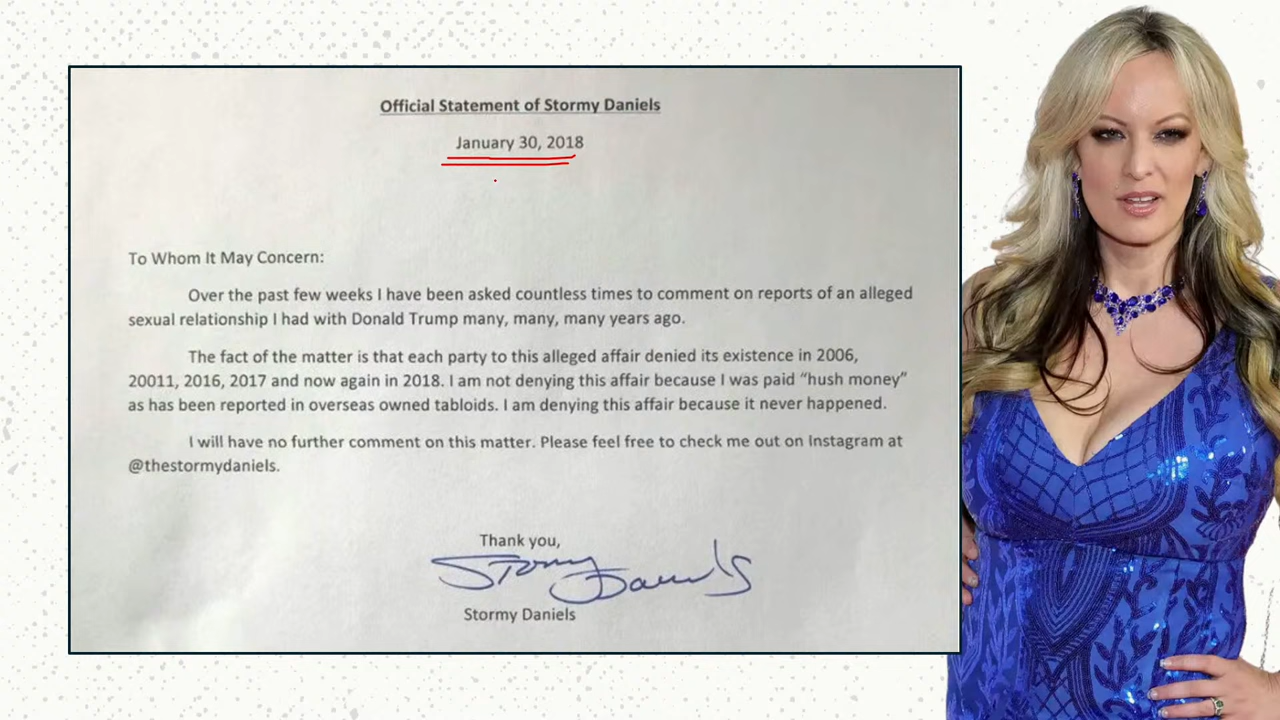 Official Statement of Stormy Daniels
January 30, 2018
To Whom It May Concern:
Over the past few weeks I have been asked countless times to comment on reports of an alleged
sexual relationship I had with Donald Trump many, many, many years ago.
The fact of the matter is that each party to this alleged affair denied its existence in 2006,
20011, 2016, 2017 and now again in 2018. I am not denying this affair because I was paid “hush money”
as has been reported in overseas owned tabloids. I am denying this affair because it never happened.
I will have no further comment on this matter. Please feel free to check me out on Instagram at
@thestormydaniels.
Thank you,
Stormy Daniels
Stormy Daniels